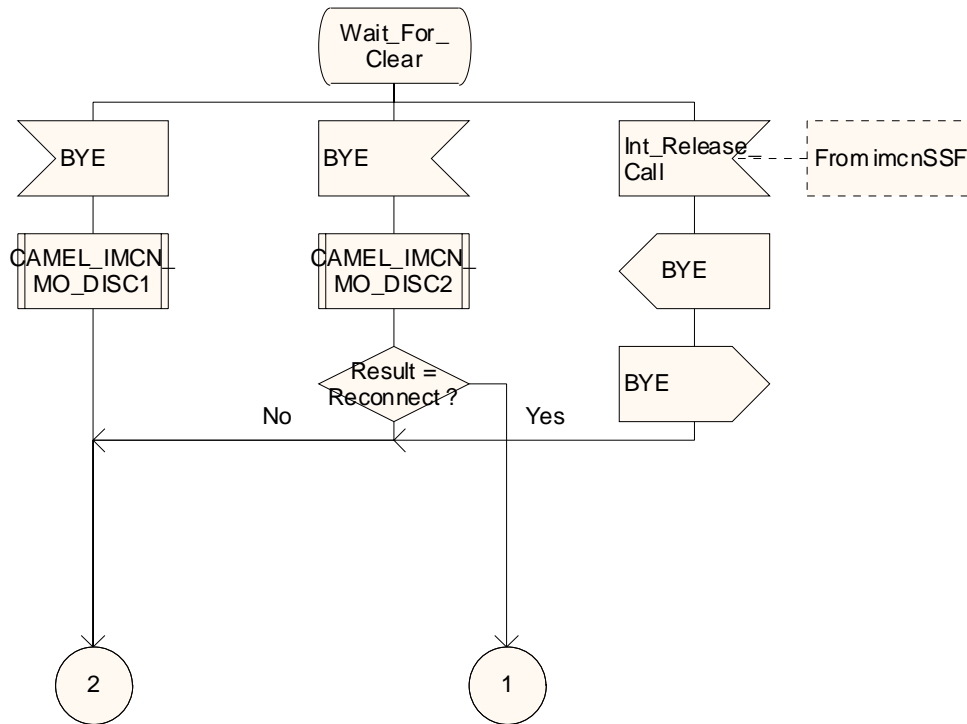 Wait_For_
Clear
BYE
BYE
Int_Release_
Call
From imcnSSF
CAMEL_IMCN_
MO_DISC1
CAMEL_IMCN_
MO_DISC2
BYE
Result =
Reconnect ?
BYE
No
Yes
2
1